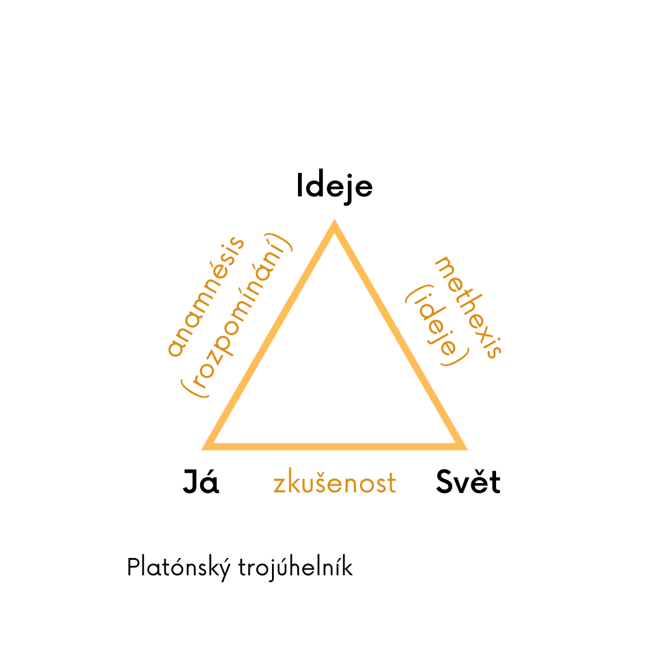 Ideje
anamnésis
(rozpomínání)
methexis
(ideje)
Já
zkušenost
Svět
Platónský trojúhelník